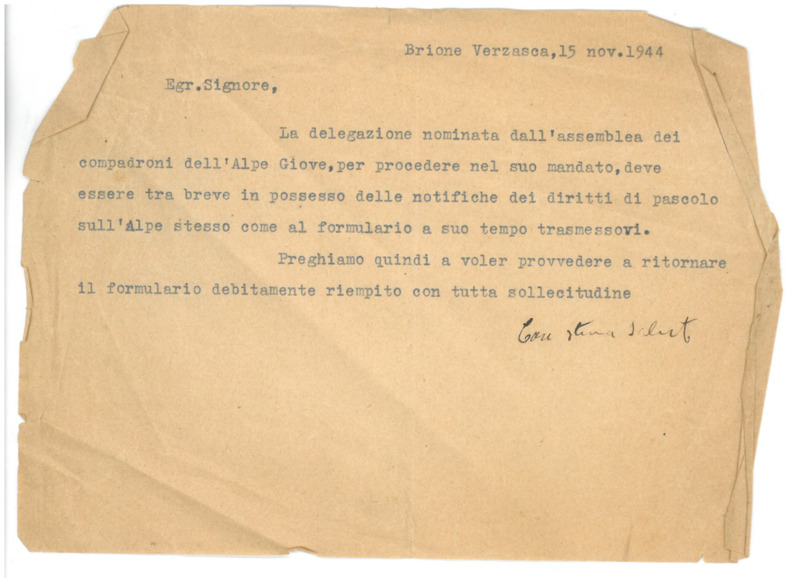 Brione Verzasca,15 nov.1944
Egr.Signore,
La delegazione nominata dall'assemblea dei
compadroni dell'Alpe Giove,per procedere nel suo mandato,deve
essere tra breve in possesso delle notifiche dei diritti di pascolo
sull'Alpe stesso come al formulario a suo tempo trasmessovi.
Preghiamo quindi a voler provvedere a ritornare
il formulario debitamente riempito con tutta sollecitudine
Con stima